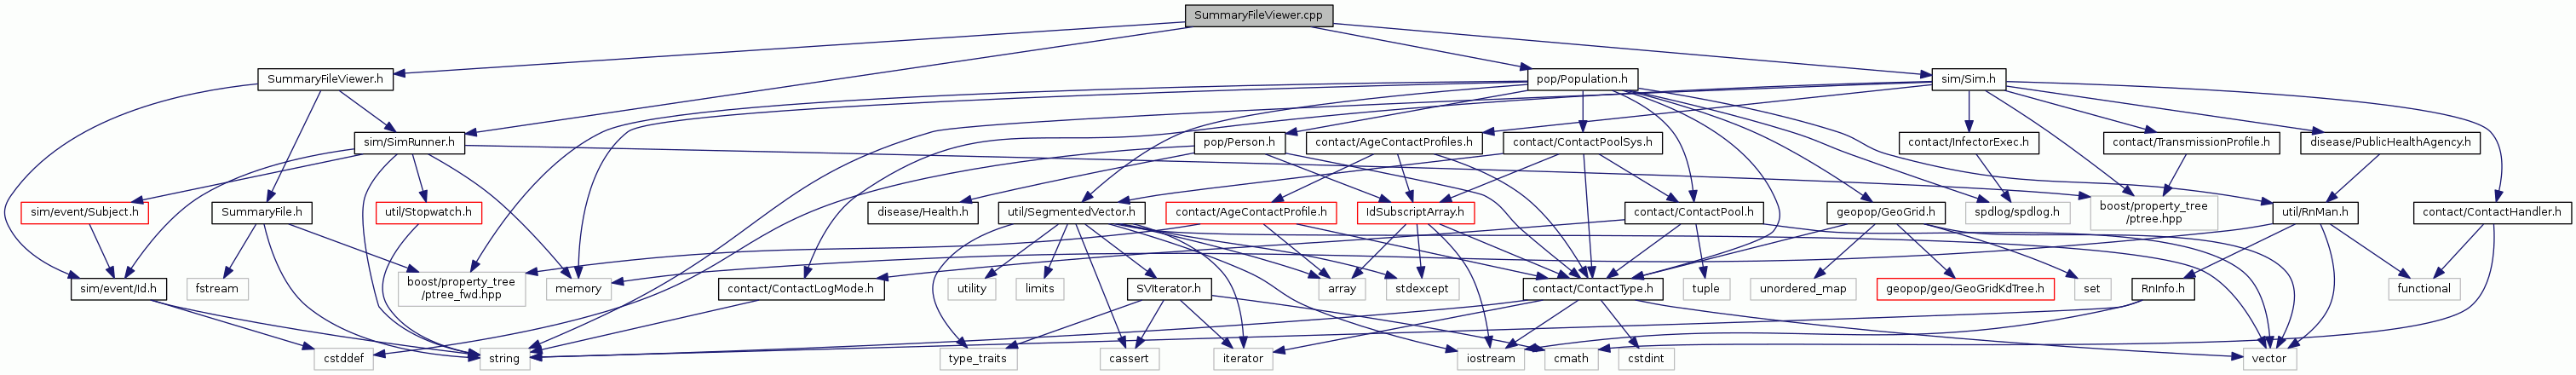 SummaryFileViewer.cpp
SummaryFileViewer.h
pop/Population.h
sim/Sim.h
sim/SimRunner.h
pop/Person.h
contact/AgeContactProfiles.h
contact/ContactPoolSys.h
contact/InfectorExec.h
contact/TransmissionProfile.h
disease/PublicHealthAgency.h
sim/event/Subject.h
SummaryFile.h
util/Stopwatch.h
disease/Health.h
util/SegmentedVector.h
contact/AgeContactProfile.h
IdSubscriptArray.h
contact/ContactPool.h
geopop/GeoGrid.h
spdlog/spdlog.h
boost/property_tree
/ptree.hpp
util/RnMan.h
contact/ContactHandler.h
sim/event/Id.h
fstream
boost/property_tree
/ptree_fwd.hpp
memory
contact/ContactLogMode.h
utility
limits
SVIterator.h
array
stdexcept
contact/ContactType.h
tuple
unordered_map
geopop/geo/GeoGridKdTree.h
set
RnInfo.h
functional
cstddef
string
type_traits
cassert
iterator
iostream
cmath
cstdint
vector